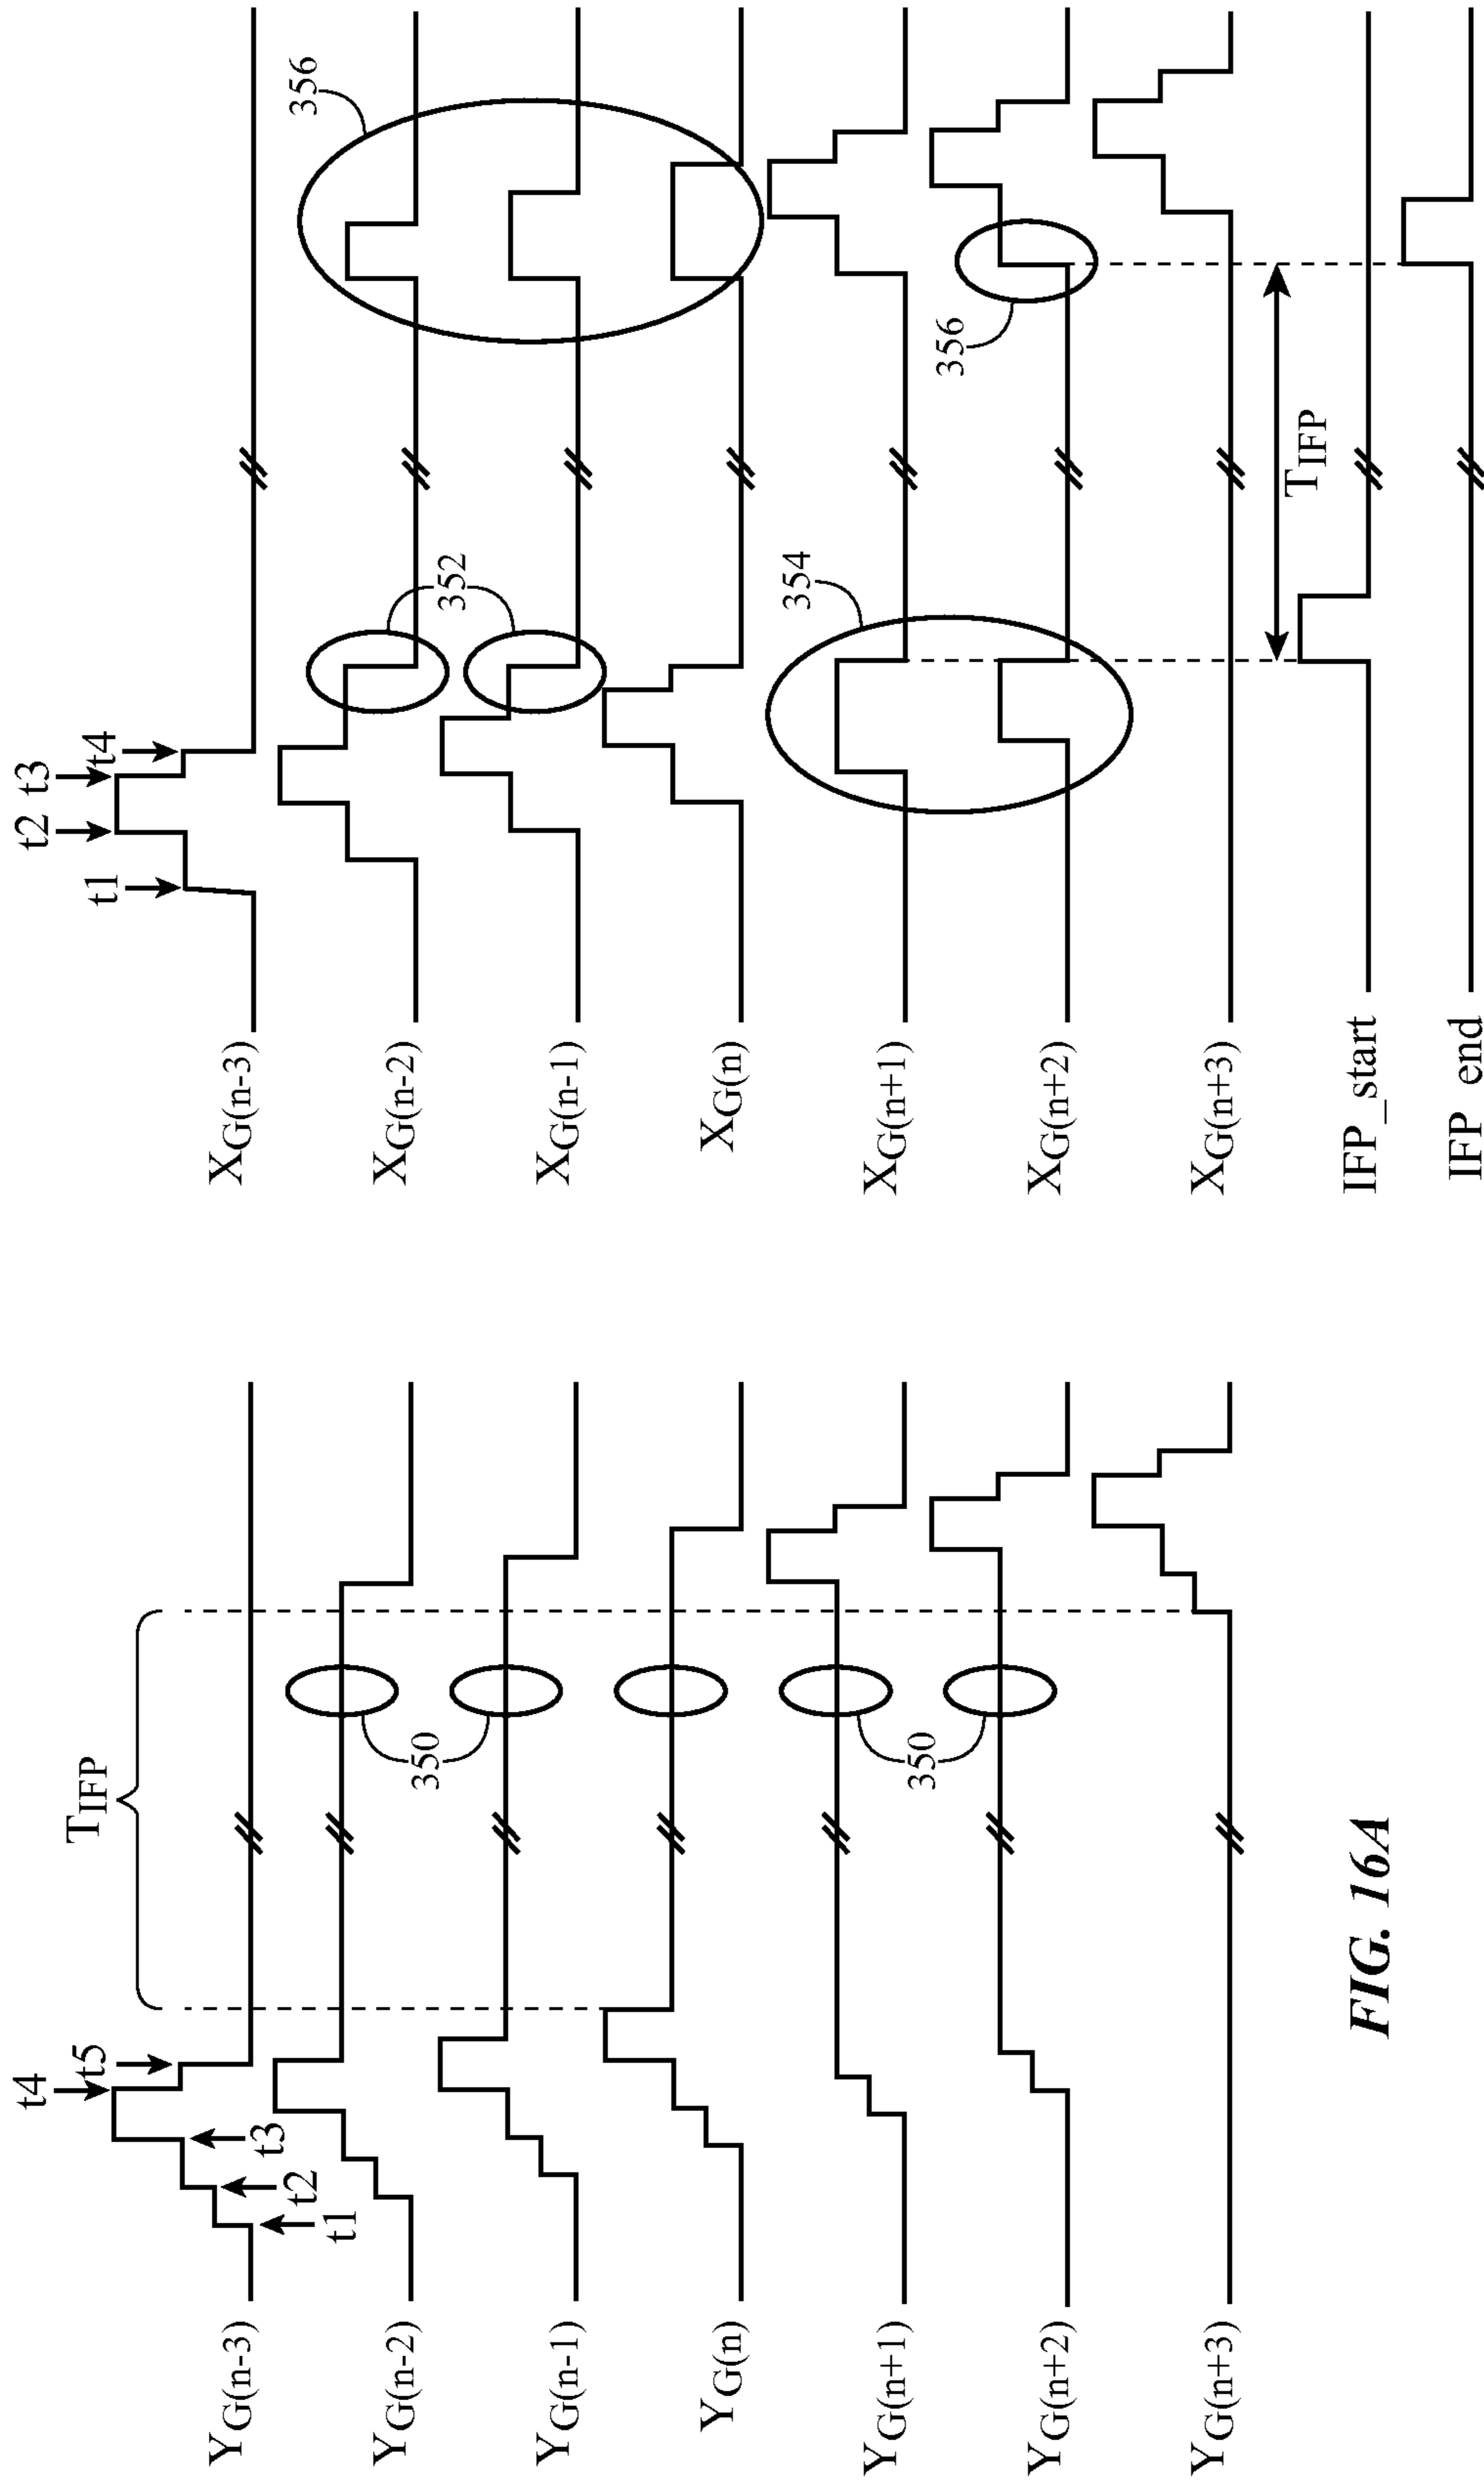 T_IFP
t4
t5
t3
t2
t1
Y_G(n-3)
Y_G(n-2)
Y_G(n-1)
Y_G(n)
Y_G(n+1)
Y_G(n+2)
Y_G(n+3)
350
350
FIG. 16A
t2
t3
t1
t4
X_G(n-3)
X_G(n-2)
X_G(n-1)
X_G(n)
X_G(n+1)
X_G(n+2)
X_G(n+3)
IFP_start
IFP end
352
354
356
356
T_IFP